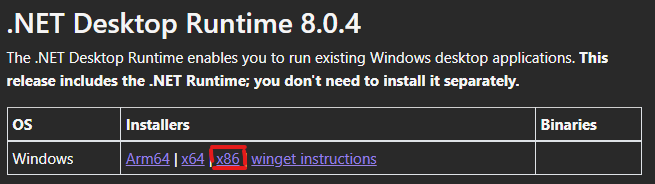 .NET Desktop Runtime 8.0.4
The .NET Desktop Runtime enables you to run existing Windows desktop applications. This
release includes the .NET Runtime; you don't need to install it separately.
OS Installers Binaries
Windows Arm64 | x64 | x86 | winget instructions